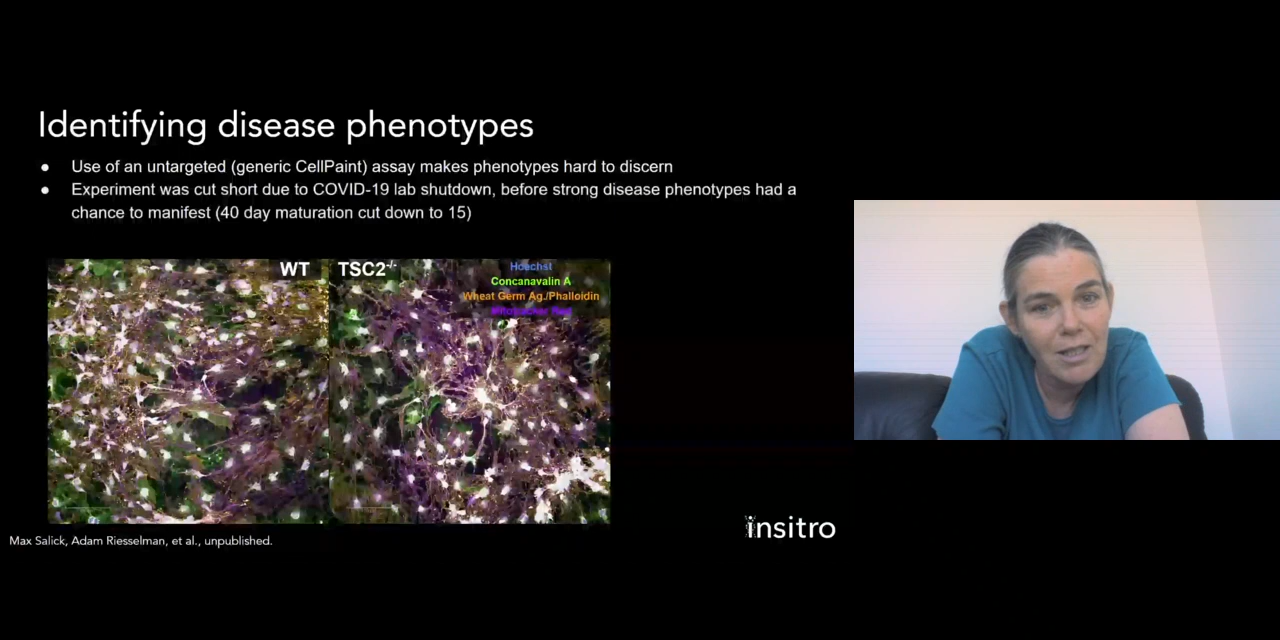 Identifying disease phenotypes
● Use of an untargeted (generic CellPaint) assay makes phenotypes hard to discern
● Experiment was cut short due to COVID-19 lab shutdown, before strong disease phenotypes had a
chance to manifest (40 day maturation cut down to 15)
WT
TSC2-/-
Hoechst
Concanavalin A
Wheat Germ Ag./Phalloidin
Mitotracker Red
insitro
Max Salick, Adam Riesselman, et al., unpublished.